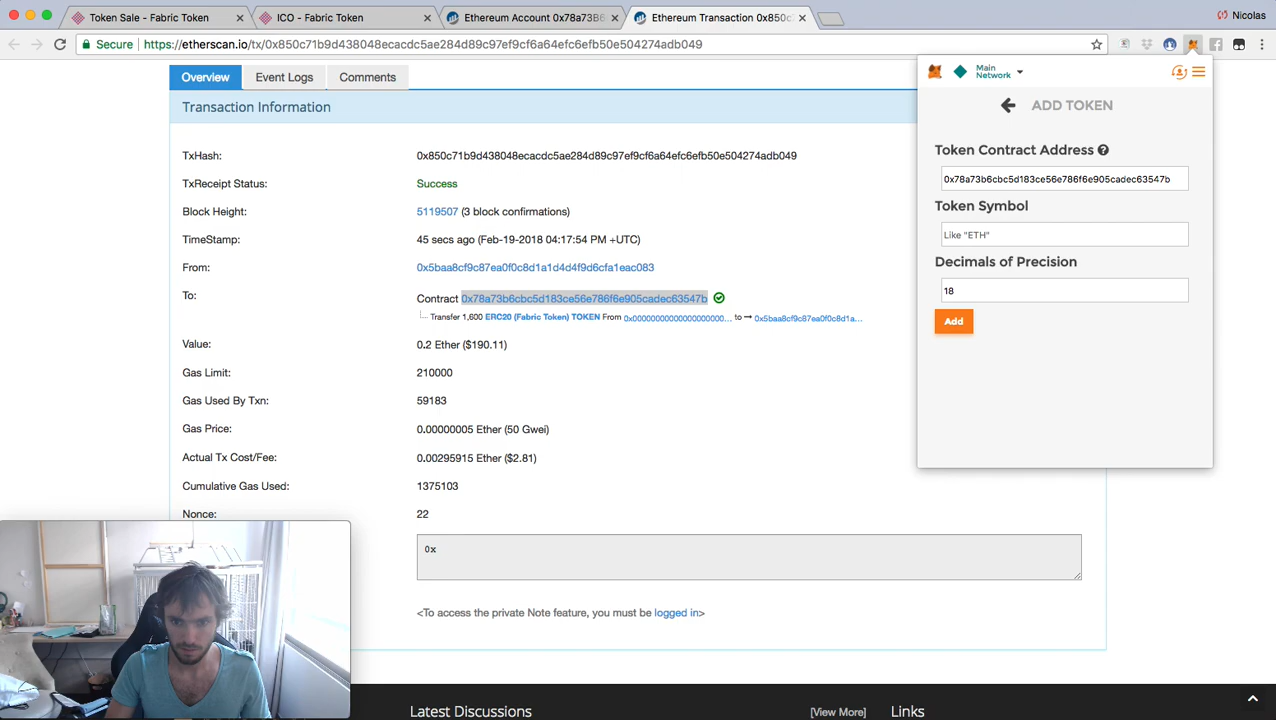 Token Sale - Fabric Token
ICO - Fabric Token
Ethereum Account 0x78a73B6
Ethereum Transaction 0x850c
Nicolas
Secure
https://etherscan.io/tx/0x850c71b9d438048ecacdc5ae284d89c97ef9cf6a64efc6efb50e504274adb049
Overview
Event Logs
Comments
Transaction Information
TxHash: 0x850c71b9d438048ecacdc5ae284d89c97ef9cf6a64efc6efb50e504274adb049
TxReceipt Status: Success
Block Height: 5119507 (3 block confirmations)
TimeStamp: 45 secs ago (Feb-19-2018 04:17:54 PM +UTC)
From: 0x5baa8cf9c87ea0f0c8d1a1d4d4f9d6cfa1eac083
To: Contract 0x78a73b6cbc5d183ce56e786f6e905cadec63547b
Transfer 1,600 ERC20 (Fabric Token) TOKEN From 0x00000000000000000... to → 0x5baa8cf9c87ea0f0c8d1a...
Value: 0.2 Ether ($190.11)
Gas Limit: 210000
Gas Used By Txn: 59183
Gas Price: 0.00000005 Ether (50 Gwei)
Actual Tx Cost/Fee: 0.00295915 Ether ($2.81)
Cumulative Gas Used: 1375103
Nonce: 22
0x
<To access the private Note feature, you must be logged in>
Latest Discussions
[View More]
Links
Main
Network
ADD TOKEN
Token Contract Address ?
0x78a73b6cbc5d183ce56e786f6e905cadec63547b
Token Symbol
Like "ETH"
Decimals of Precision
18
Add